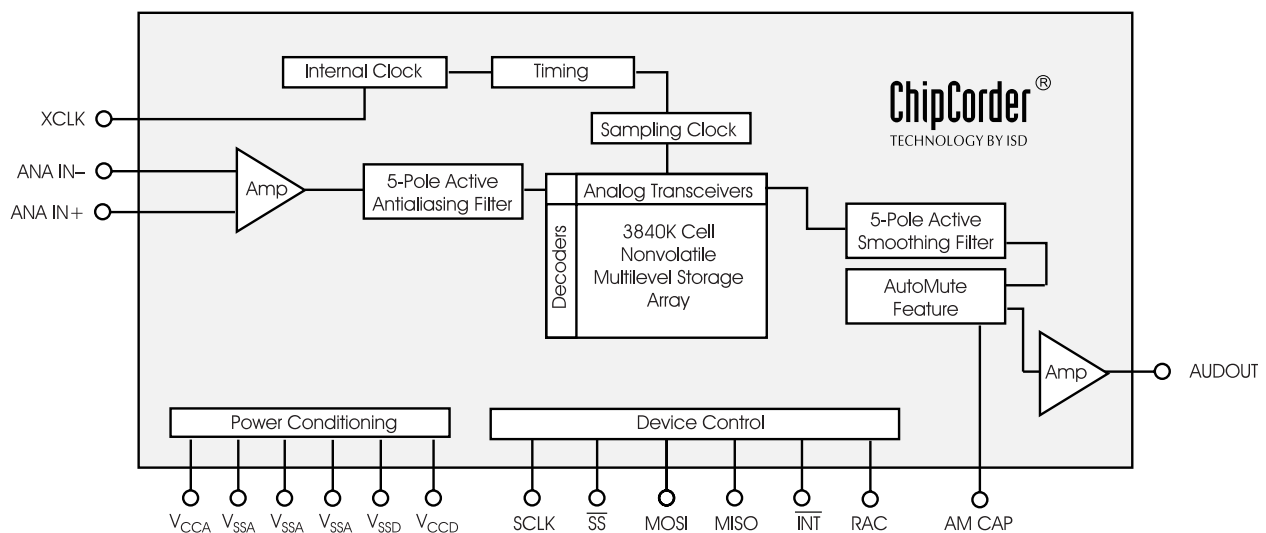 Internal Clock
Timing
ChipCorder®
TECHNOLOGY BY ISD
XCLK
Sampling Clock
ANA IN–
ANA IN+
Amp
5-Pole Active
Antialiasing Filter
Analog Transceivers
Decoders
3840K Cell
Nonvolatile
Multilevel Storage
Array
5-Pole Active
Smoothing Filter
AutoMute
Feature
Amp
AUDOUT
Power Conditioning
Device Control
VCCA VSSA VSSA VSSA VSSD VCCD SCLK S̅S̅ MOSI MISO I̅N̅T̅ RAC AM CAP